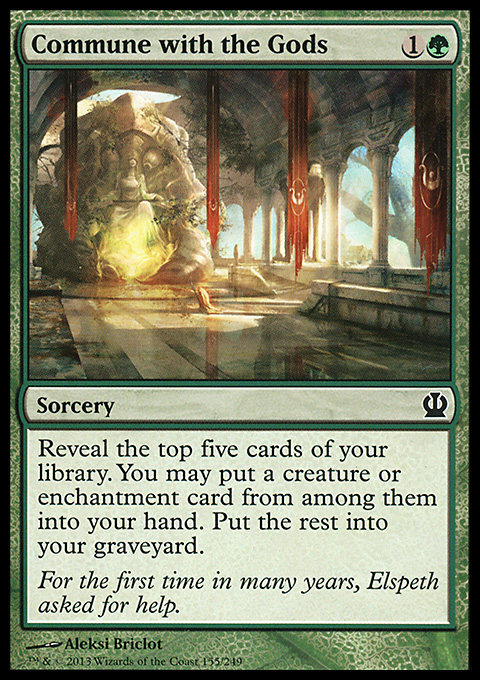 Commune with the Gods 1
Sorcery
Reveal the top five cards of your
library. You may put a creature or
enchantment card from among them
into your hand. Put the rest into
your graveyard.
For the first time in many years, Elspeth
asked for help.
Aleksi Briclot
™ & © 2013 Wizards of the Coast 155/249